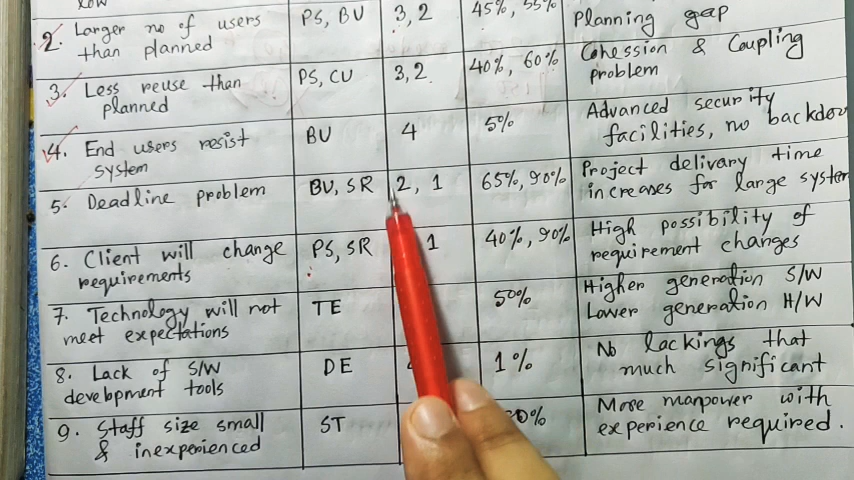 low
2. Larger no of users
than planned
PS, BU
3, 2
45%, 55%
Planning gap
3. Less reuse than
planned
PS, CU
3, 2
40%, 60%
Cohession & Coupling
problem
4. End users resist
system
BU
4
5%
Advanced security
facilities, no backdoo
5. Deadline problem
BU, SR
2, 1
65%, 90%
Project delivary time
increases for large system
6. Client will change
requirements
PS, SR
1
40%, 90%
High possibility of
requirement changes
7. Technology will not
meet expectations
TE
50%
Higher generation S/W
Lower generation H/W
8. Lack of S/W
development tools
DE
1%
No lackings that
much significant
9. Staff size small
& inexperienced
ST
More manpower with
experience required.